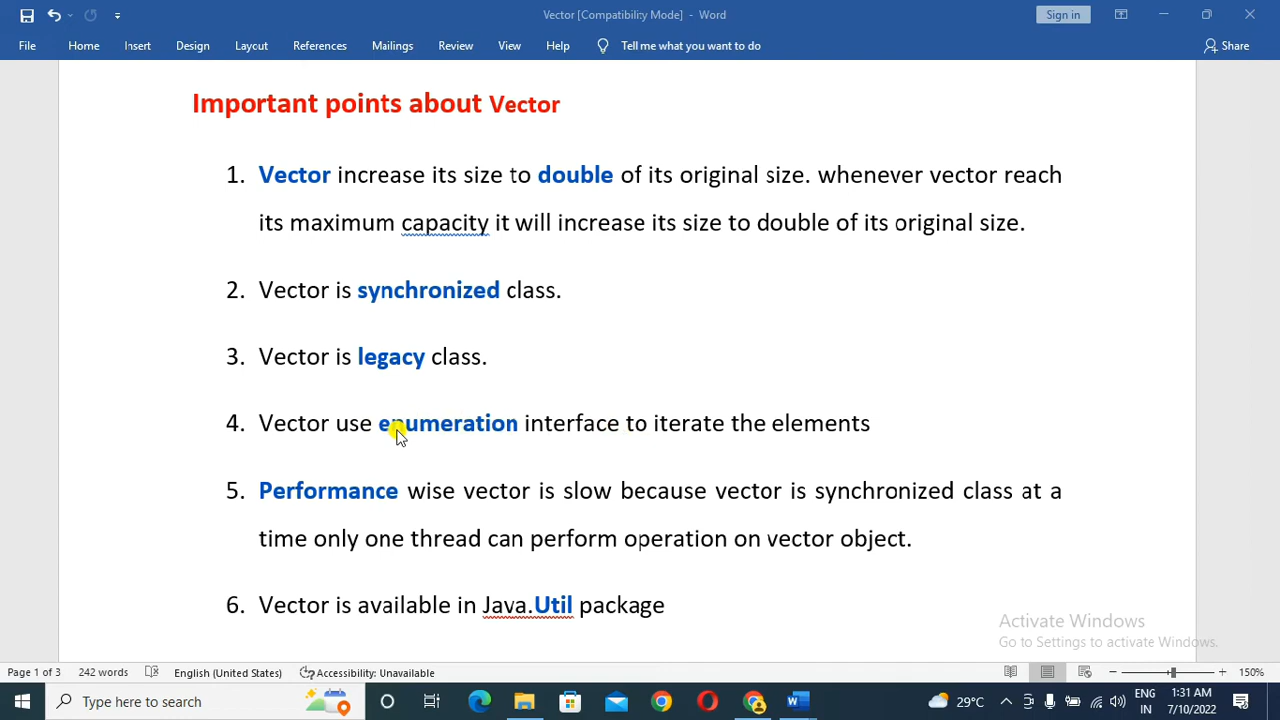 Vector [Compatibility Mode] - Word
Sign in
File Home Insert Design Layout References Mailings Review View Help Tell me what you want to do Share
Important points about Vector
1. Vector increase its size to double of its original size. whenever vector reach
its maximum capacity it will increase its size to double of its original size.
2. Vector is synchronized class.
3. Vector is legacy class.
4. Vector use enumeration interface to iterate the elements
5. Performance wise vector is slow because vector is synchronized class at a
time only one thread can perform operation on vector object.
6. Vector is available in Java.Util package
Activate Windows
Go to Settings to activate Windows.
Page 1 of 3 242 words English (United States) Accessibility: Unavailable 150%
Type here to search 29°C ENG IN 1:31 AM 7/10/2022